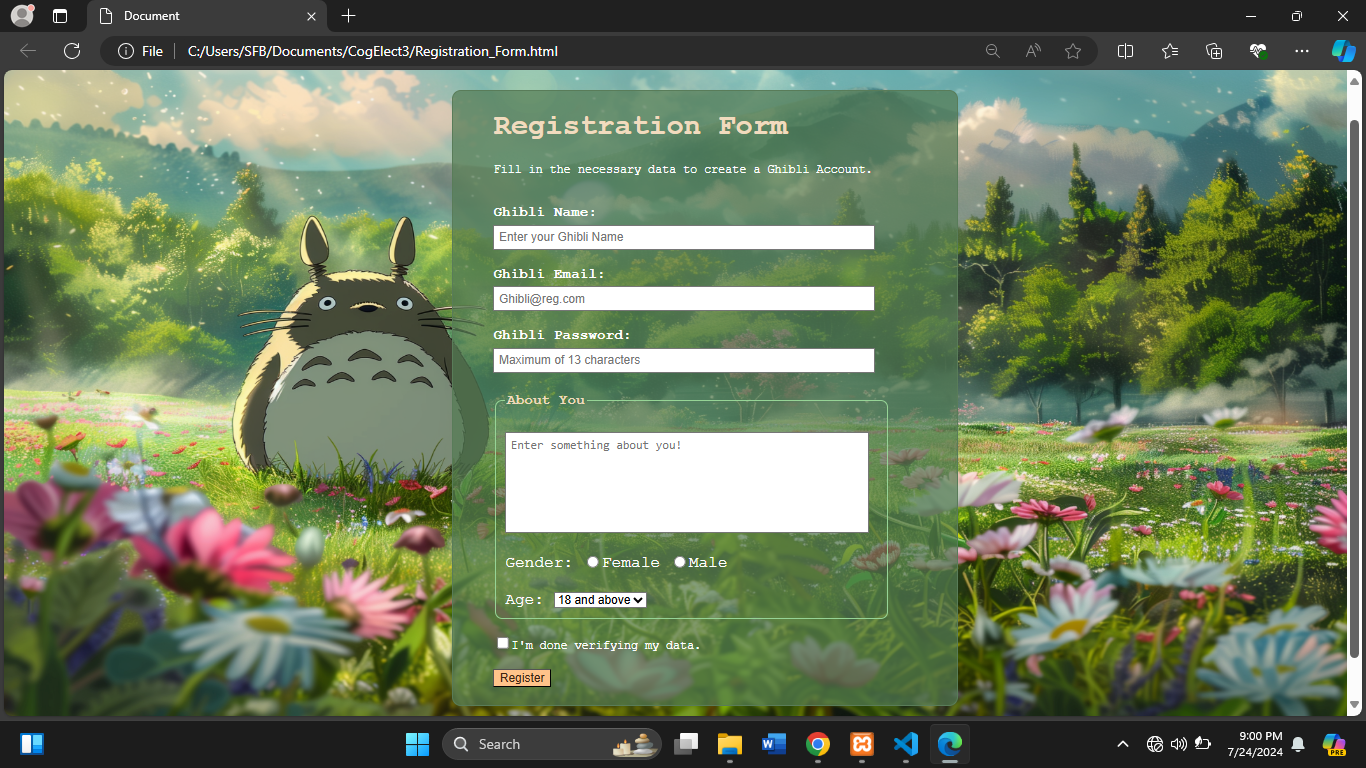 Document
File
C:/Users/SFB/Documents/CogElect3/Registration_Form.html
Registration Form
Fill in the necessary data to create a Ghibli Account.
Ghibli Name:
Enter your Ghibli Name
Ghibli Email:
Ghibli@reg.com
Ghibli Password:
Maximum of 13 characters
About You
Enter something about you!
Gender: Female Male
Age: 18 and above
I'm done verifying my data.
Register
Search
9:00 PM
7/24/2024
PRE